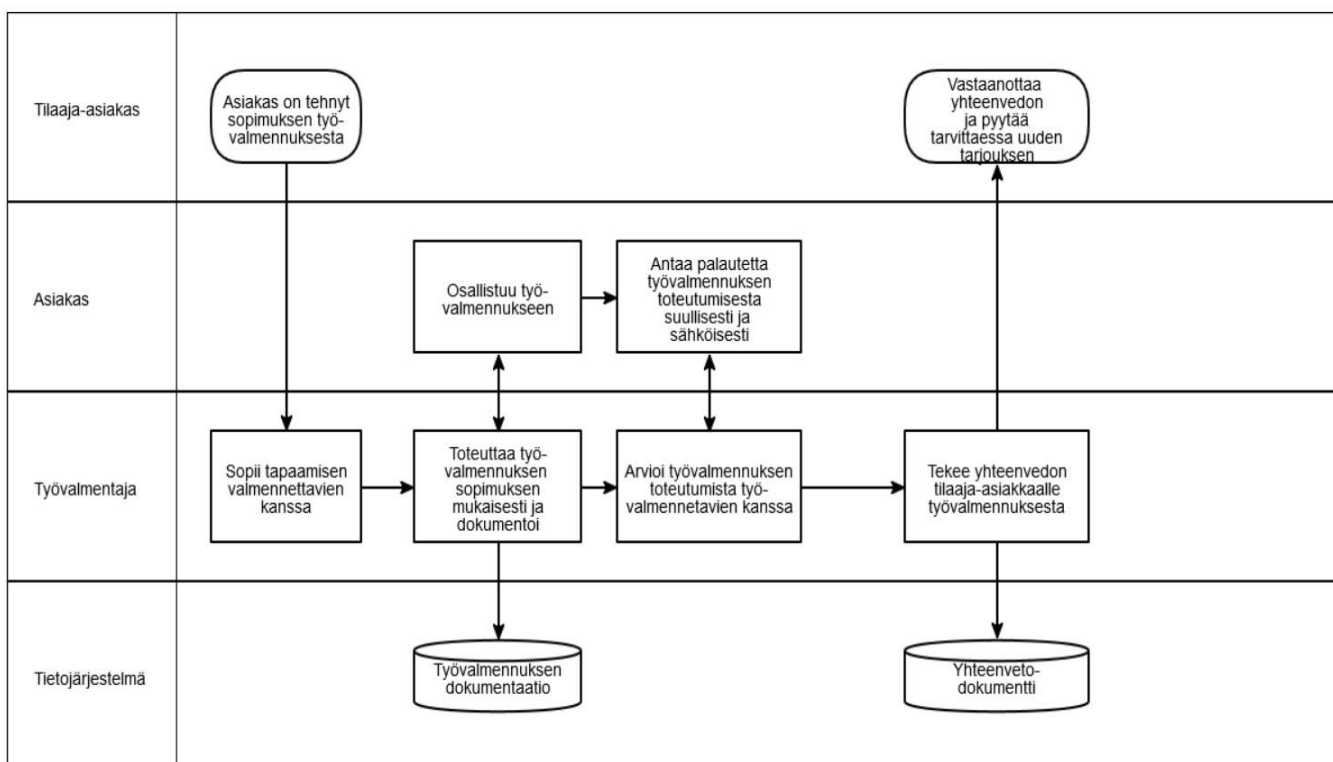 Tilaaja-asiakas
Asiakas on tehnyt
sopimuksen työ-
valmennuksesta
Vastaanottaa
yhteenvedon
ja pyytää
tarvittaessa uuden
tarjouksen
Asiakas
Osallistuu työ-
valmennukseen
Antaa palautetta
työvalmennuksen
toteutumisesta
suullisesti ja
sähköisesti
Työvalmentaja
Sopii tapaamisen
valmennettavien
kanssa
Toteuttaa työ-
valmennuksen
sopimuksen
mukaisesti ja
dokumentoi
Arvioi työvalmennuksen
toteutumista työ-
valmennetavien kanssa
Tekee yhteenvedon
tilaaja-asiakkaalle
työvalmennuksesta
Tietojärjestelmä
Työvalmennuksen
dokumentaatio
Yhteenveto-
dokumentti